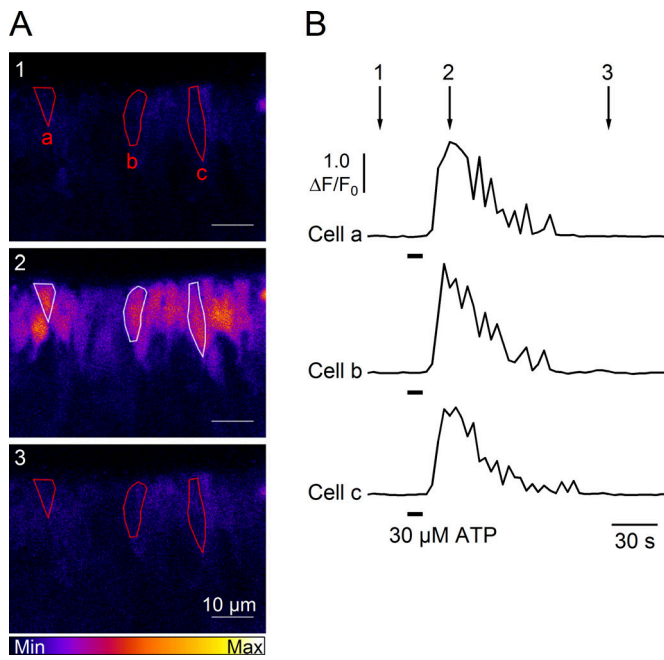 A
1
a
b
c
2
3
10 µm
Min
Max
B
1
2
3
1.0
ΔF/F₀
Cell a
Cell b
Cell c
30 µM ATP
30 s